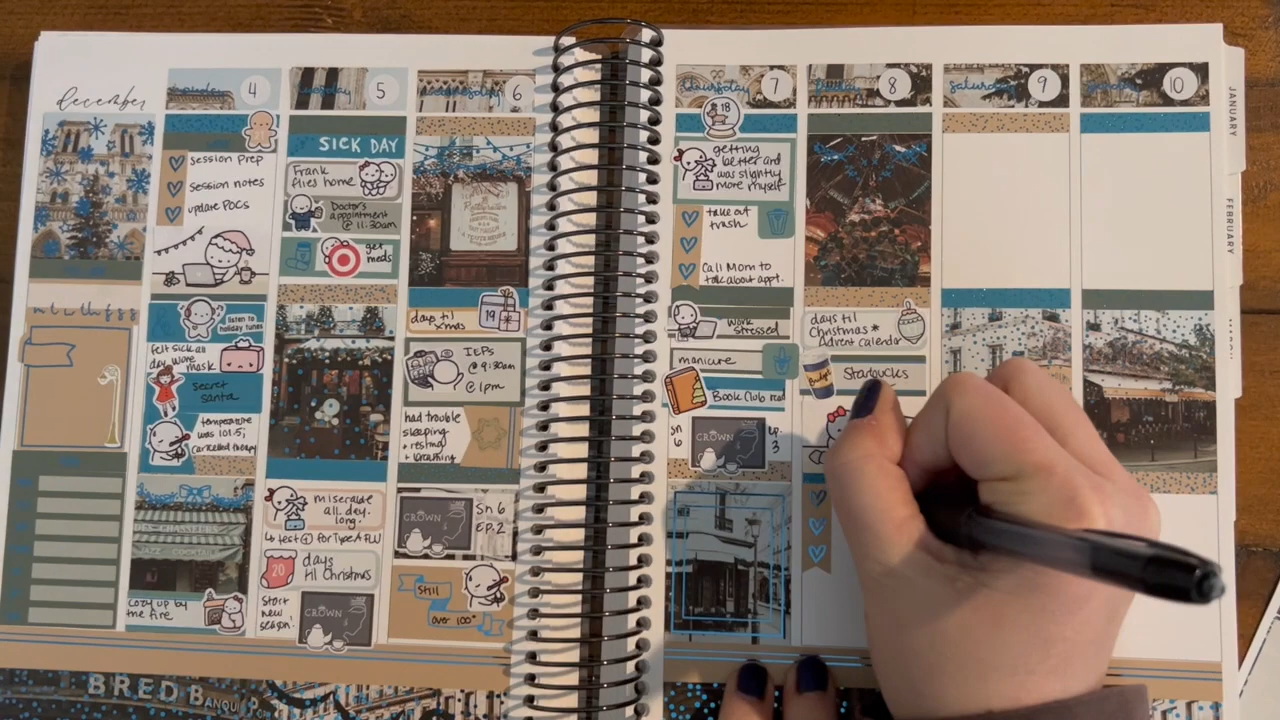 december
4
session prep
session notes
update POCs
listen to
holiday tunes
felt sick all
day wore
mask
secret
santa
temperature
was 101.5;
cancelled therapy
JAZZ COCKTAIL
cozy up by
the fire
5
SICK DAY
Frank
flies home
Doctor's
appointment
@ 11:30am
get
meds
miserable
all day
long.
20
days
til Christmas
Start
new
season!
CROWN
6
days til
xmas
19
IEPs
@ 9:30am
@ 1pm
had trouble
sleeping
+ resting
+ breathing
CROWN
Sn 6
EP. 2
Still
over 100°
m t w t h f s s
thursday
7
18
getting
better and
was slightly
more myself
take out
trash
Call Mom to
talk about appt.
work
stressed
manicure
Book Club read
Sn
6
CROWN
ep.
3
8
days til
Christmas*
Advent calendar
Budget
Starbucks
saturday
9
10
BRED BANQUE
JANUARY
FEBRUARY